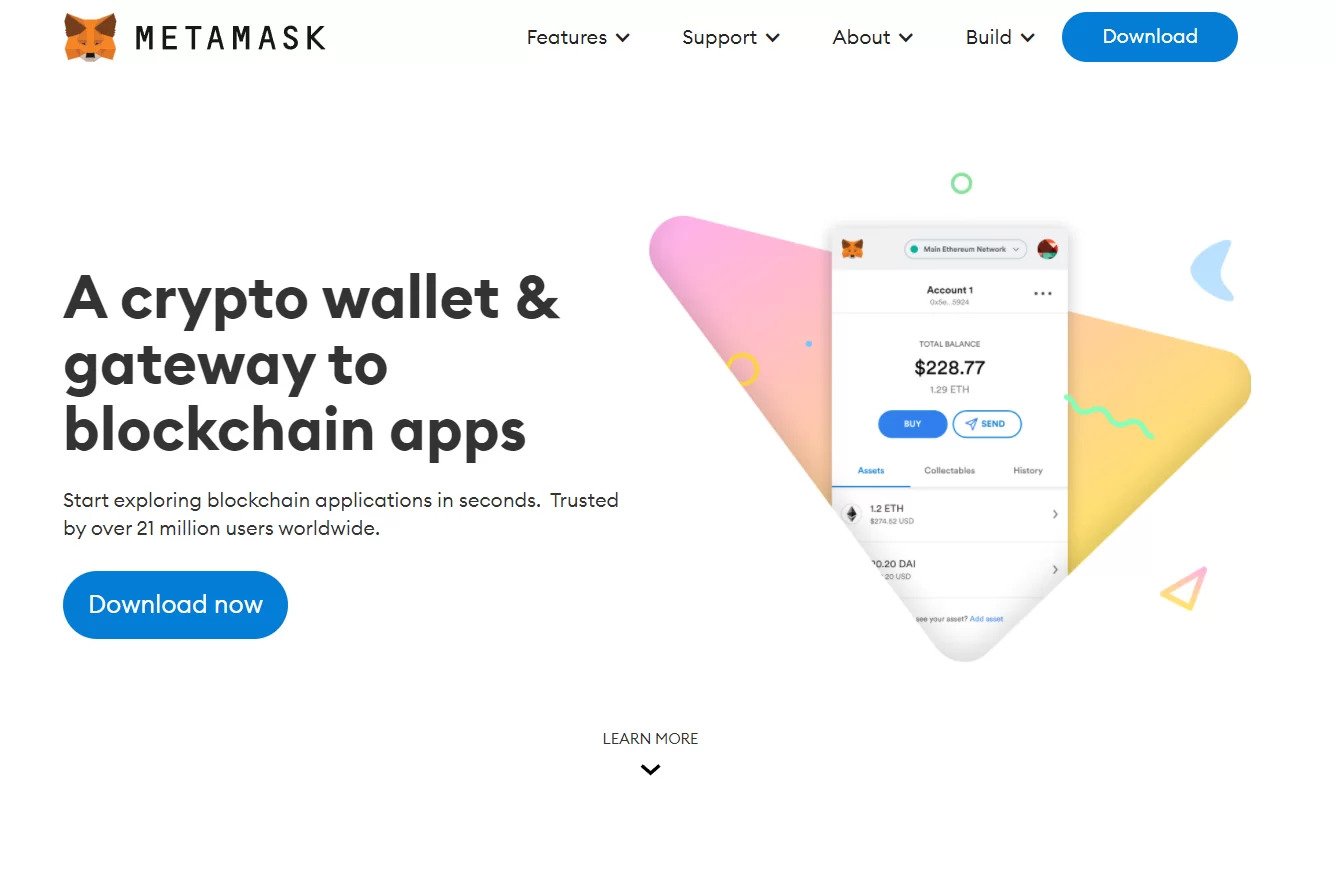 METAMASK
Features
Support
About
Build
Download
A crypto wallet &
gateway to
blockchain apps
Start exploring blockchain applications in seconds. Trusted
by over 21 million users worldwide.
Download now
Main Ethereum Network
Account 1
0x5e...5924
TOTAL BALANCE
$228.77
1.29 ETH
BUY
SEND
Assets
Collectables
History
1.2 ETH
$274.52 USD
0.20 DAI
20 USD
see your asset? Add asset
LEARN MORE